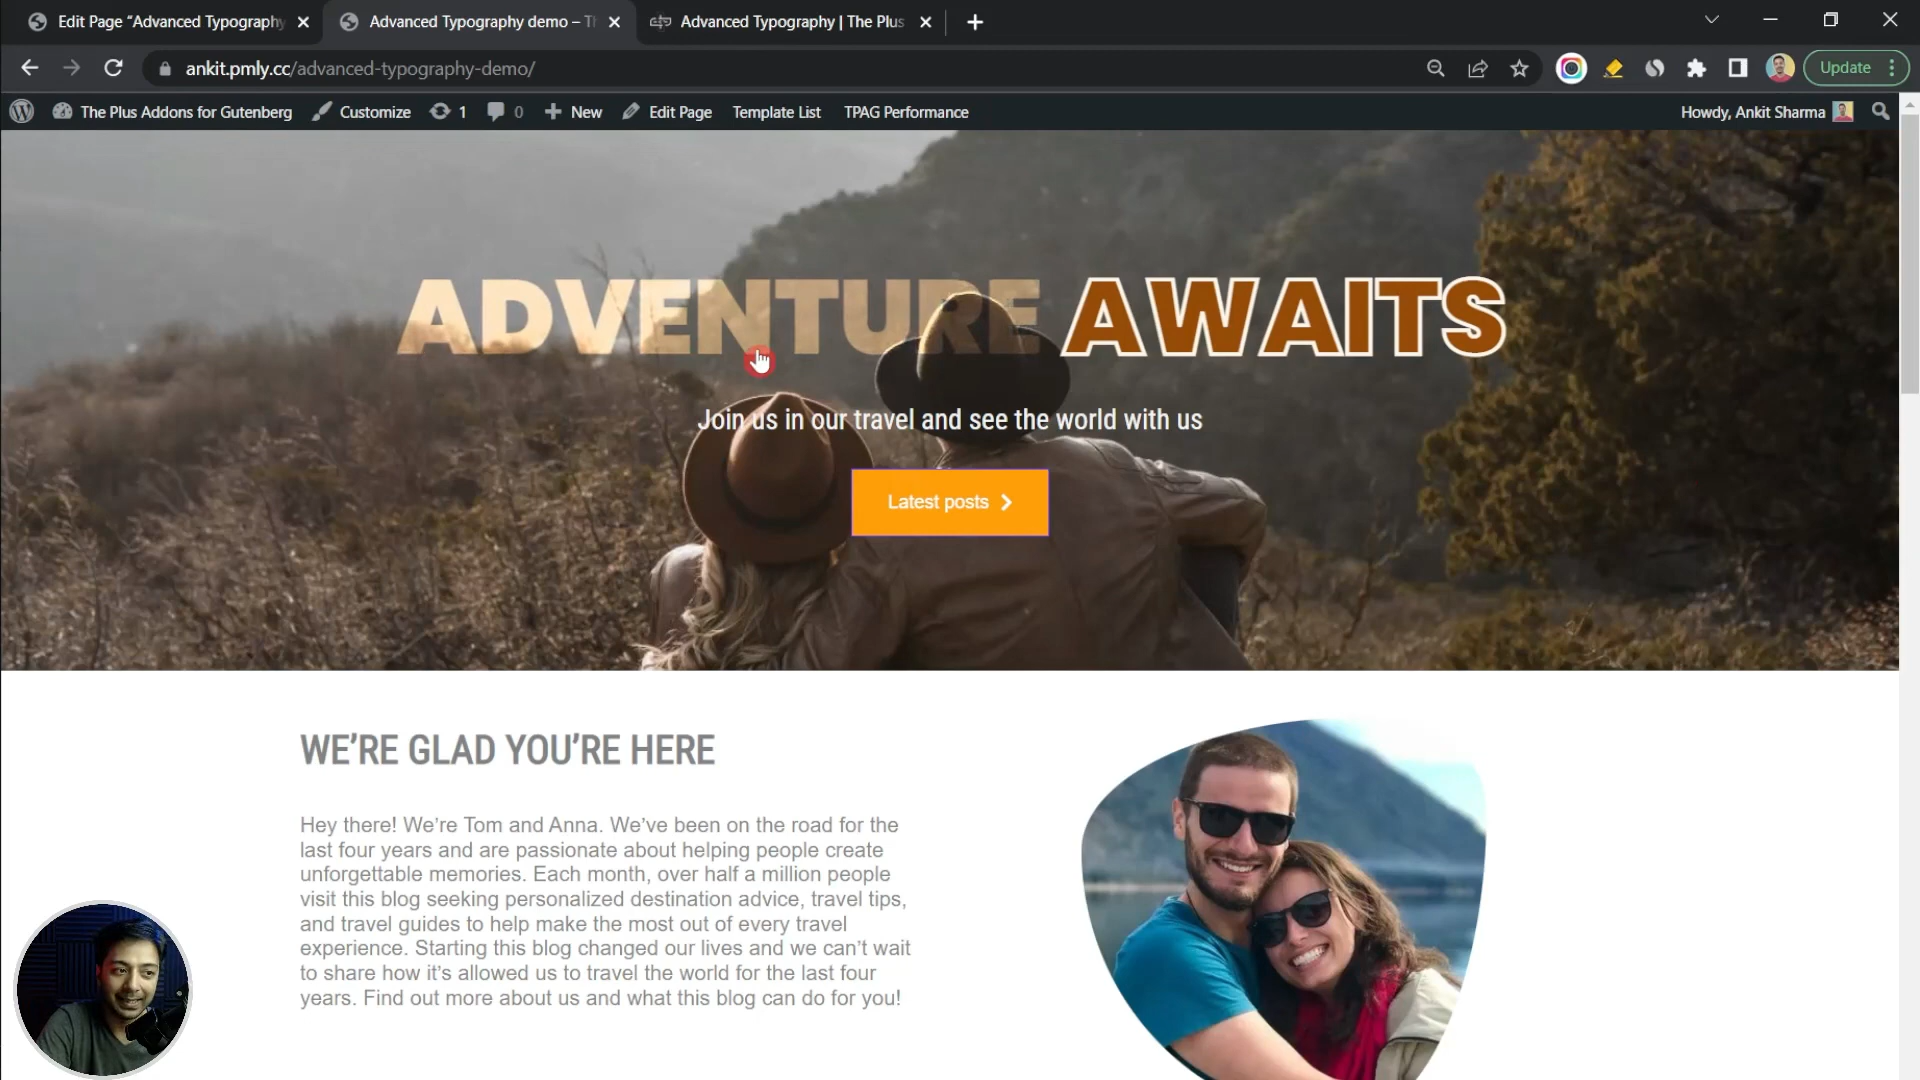 Edit Page “Advanced Typography
Advanced Typography demo – Th
Advanced Typography | The Plus
ankit.pmly.cc/advanced-typography-demo/
Update
The Plus Addons for Gutenberg
Customize
1
0
New
Edit Page
Template List
TPAG Performance
Howdy, Ankit Sharma
ADVENTURE AWAITS
Join us in our travel and see the world with us
Latest posts
WE’RE GLAD YOU’RE HERE
Hey there! We’re Tom and Anna. We’ve been on the road for the
last four years and are passionate about helping people create
unforgettable memories. Each month, over half a million people
visit this blog seeking personalized destination advice, travel tips,
and travel guides to help make the most out of every travel
experience. Starting this blog changed our lives and we can’t wait
to share how it’s allowed us to travel the world for the last four
years. Find out more about us and what this blog can do for you!